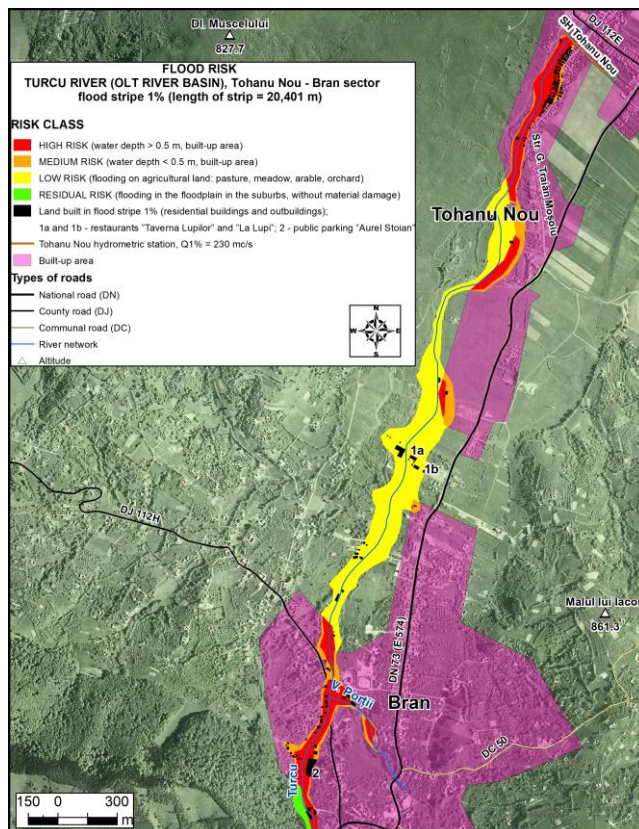 Dl. Muscelului
827.7
DJ 112E
SH Tohanu Nou
FLOOD RISK
TURCU RIVER (OLT RIVER BASIN), Tohanu Nou - Bran sector
flood stripe 1% (length of strip = 20,401 m)
RISK CLASS
HIGH RISK (water depth > 0.5 m, built-up area)
MEDIUM RISK (water depth < 0.5 m, built-up area)
LOW RISK (flooding on agricultural land: pasture, meadow, arable, orchard)
RESIDUAL RISK (flooding in the floodplain in the suburbs, without material damage)
Land built in flood stripe 1% (residential buildings and outbuildings);
1a and 1b - restaurants "Taverna Lupilor" and "La Lupi"; 2 - public parking "Aurel Stoian"
Tohanu Nou hydrometric station, Q1% = 230 mc/s
Built-up area
Types of roads
National road (DN)
County road (DJ)
Communal road (DC)
River network
Altitude
N
W E
S
Str. G. Traian Moșoiu
Tohanu Nou
1a
1b
DJ 112H
Malul lui Iacob
861.3
DN 73 (E 574)
v. Porții
Bran
DC 50
Turcu
2
150 0 300
m